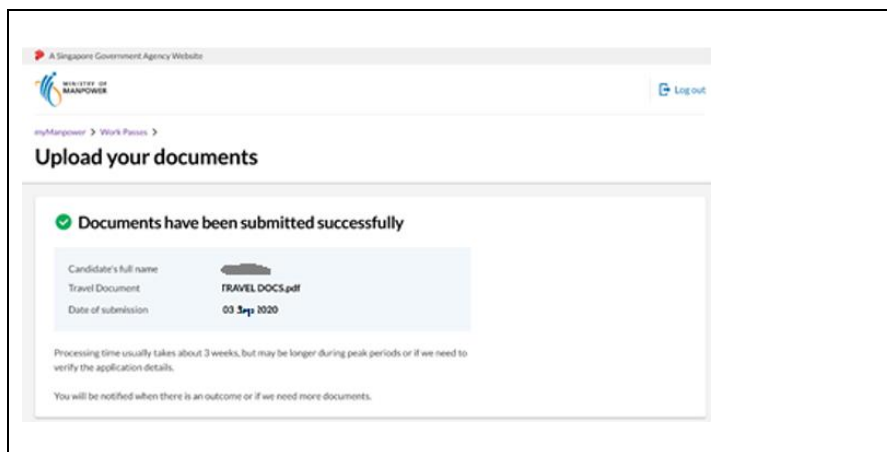 A Singapore Government Agency Website
MINISTRY OF
MANPOWER
Log out
myManpower > Work Passes >
Upload your documents
Documents have been submitted successfully
Candidate's full name
Travel Document TRAVEL DOCS.pdf
Date of submission 03 Sep 2020
Processing time usually takes about 3 weeks, but may be longer during peak periods or if we need to
verify the application details.
You will be notified when there is an outcome or if we need more documents.